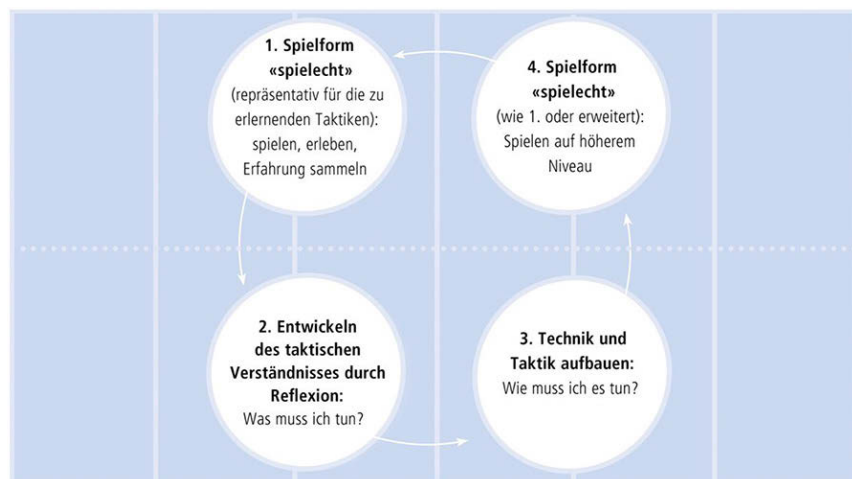 1. Spielform
«spielecht»
(repräsentativ für die zu
erlernenden Taktiken):
spielen, erleben,
Erfahrung sammeln
2. Entwickeln
des taktischen
Verständnisses durch
Reflexion:
Was muss ich tun?
3. Technik und
Taktik aufbauen:
Wie muss ich es tun?
4. Spielform
«spielecht»
(wie 1. oder erweitert):
Spielen auf höherem
Niveau